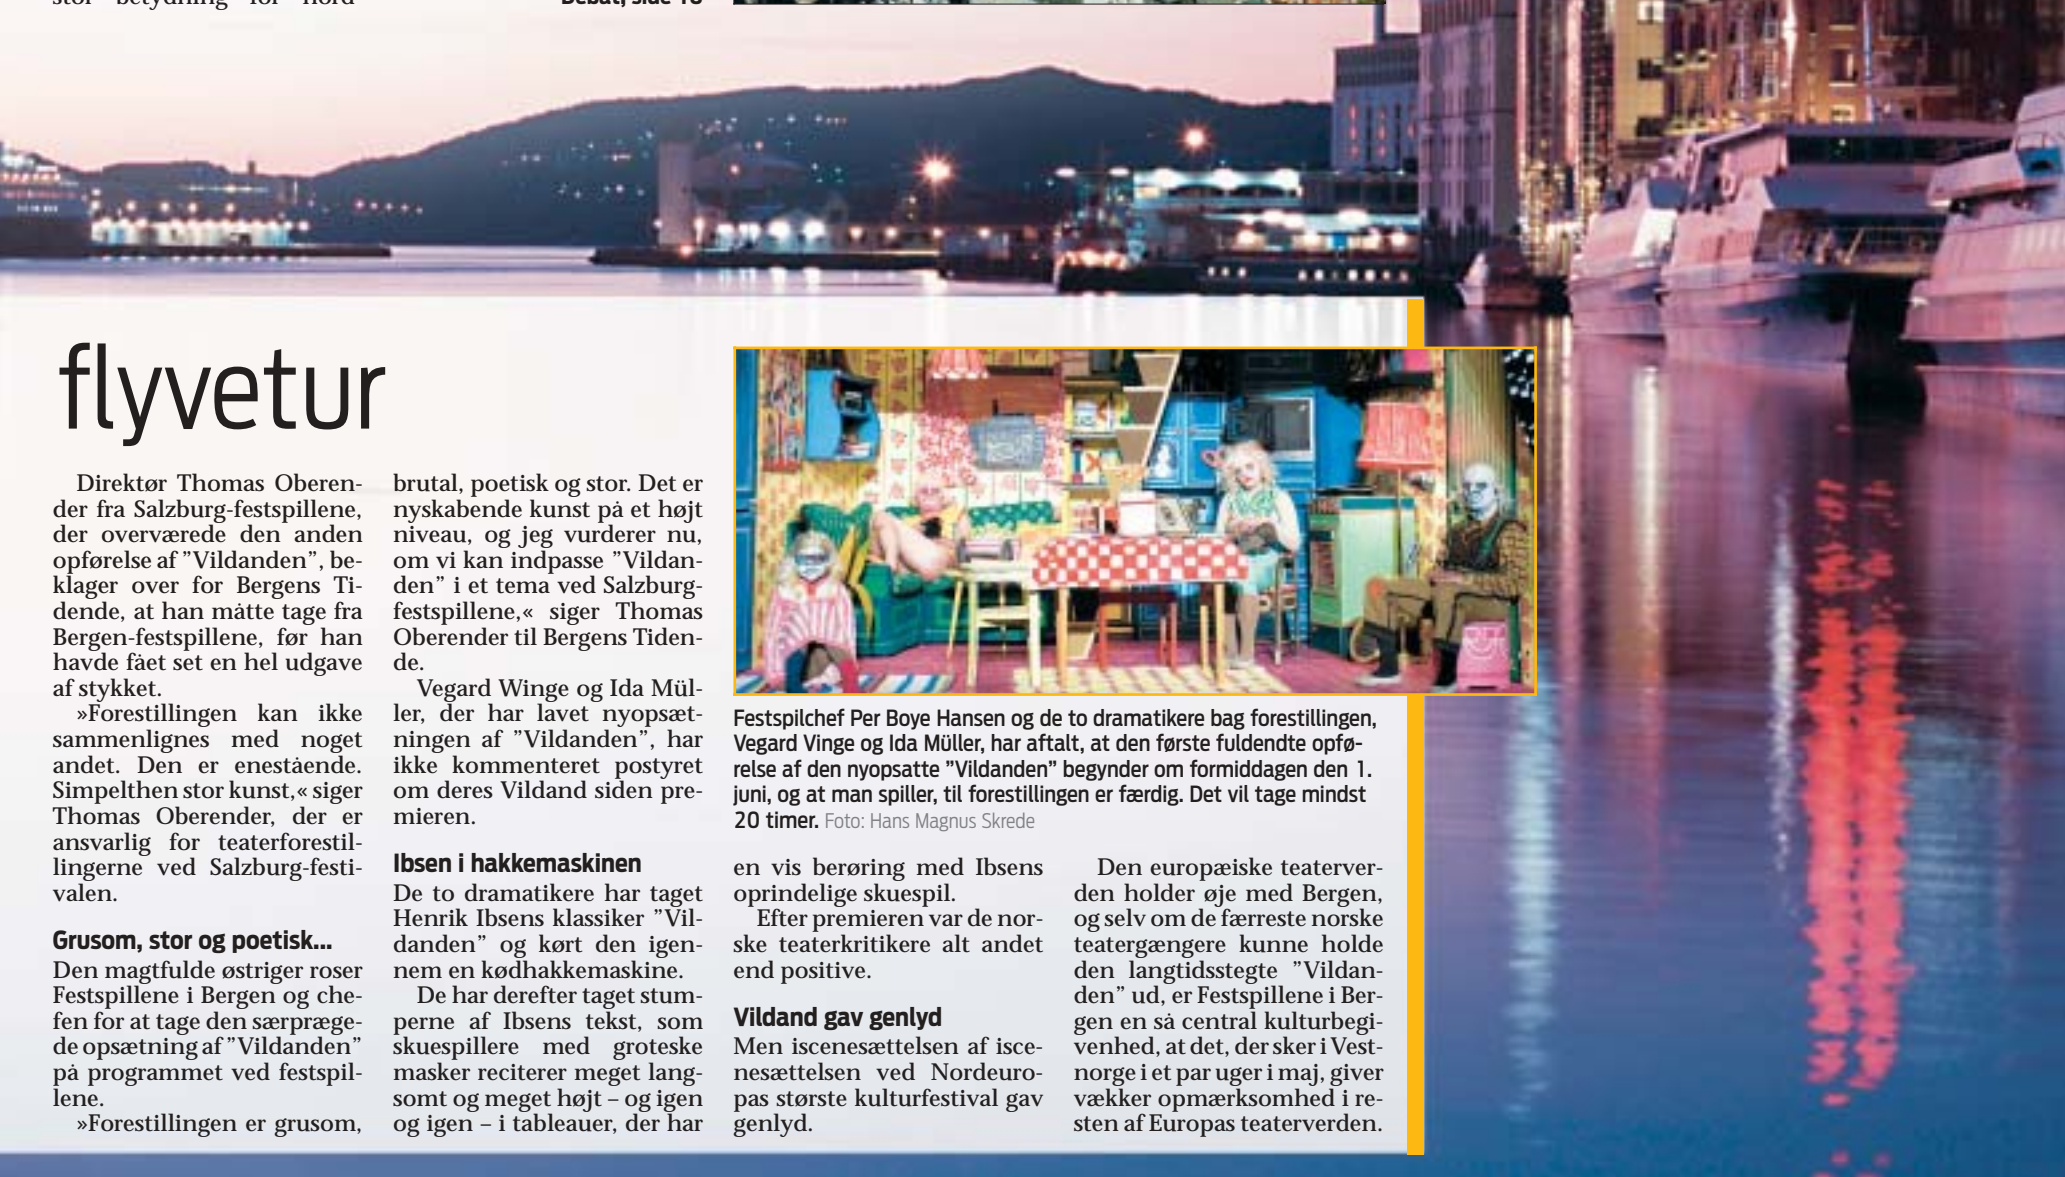 stor betydning for nord-
Debat, side 18
flyvetur
Direktør Thomas Oberen-
der fra Salzburg-festspillene,
der overværede den anden
opførelse af ”Vildanden”, be-
klager over for Bergens Ti-
dende, at han måtte tage fra
Bergen-festspillene, før han
havde fået set en hel udgave
af stykket.
»Forestillingen kan ikke
sammenlignes med noget
andet. Den er enestående.
Simpelthen stor kunst,« siger
Thomas Oberender, der er
ansvarlig for teaterforestil-
lingerne ved Salzburg-festi-
valen.
Grusom, stor og poetisk...
Den magtfulde østriger roser
Festspillene i Bergen og che-
fen for at tage den særpræge-
de opsætning af ”Vildanden”
på programmet ved festspil-
lene.
»Forestillingen er grusom,
brutal, poetisk og stor. Det er
nyskabende kunst på et højt
niveau, og jeg vurderer nu,
om vi kan indpasse ”Vildan-
den” i et tema ved Salzburg-
festspillene,« siger Thomas
Oberender til Bergens Tiden-
de.
Vegard Winge og Ida Mül-
ler, der har lavet nyopsæt-
ningen af ”Vildanden”, har
ikke kommenteret postyret
om deres Vildand siden pre-
mieren.
Ibsen i hakkemaskinen
De to dramatikere har taget
Henrik Ibsens klassiker ”Vil-
danden” og kørt den igen-
nem en kødhakkemaskine.
De har derefter taget stum-
perne af Ibsens tekst, som
skuespillere med groteske
masker reciterer meget lang-
somt og meget højt – og igen
og igen – i tableauer, der har
Festspilchef Per Boye Hansen og de to dramatikere bag forestillingen,
Vegard Vinge og Ida Müller, har aftalt, at den første fuldendte opfø-
relse af den nyopsatte ”Vildanden” begynder om formiddagen den 1.
juni, og at man spiller, til forestillingen er færdig. Det vil tage mindst
20 timer. Foto: Hans Magnus Skrede
en vis berøring med Ibsens
oprindelige skuespil.
Efter premieren var de nor-
ske teaterkritikere alt andet
end positive.
Vildand gav genlyd
Men iscenesættelsen af isce-
nesættelsen ved Nordeuro-
pas største kulturfestival gav
genlyd.
Den europæiske teaterver-
den holder øje med Bergen,
og selv om de færreste norske
teatergængere kunne holde
den langtidsstegte ”Vildan-
den” ud, er Festspillene i Ber-
gen en så central kulturbegi-
venhed, at det, der sker i Vest-
norge i et par uger i maj, giver
vækker opmærksomhed i re-
sten af Europas teaterverden.